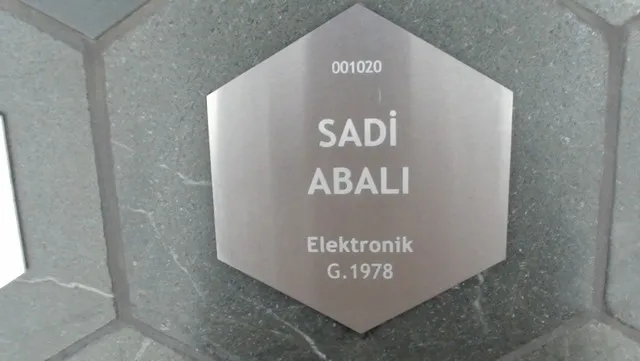 001020
SADİ
ABALI
Elektronik
G.1978